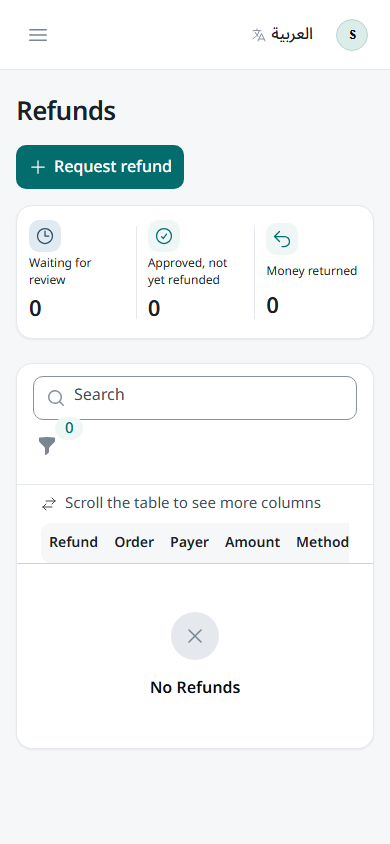 العربية
S
Refunds
Request refund
Waiting for
review
0
Approved, not
yet refunded
0
Money returned
0
Search
0
Scroll the table to see more columns
Refund Order Payer Amount Method
No Refunds